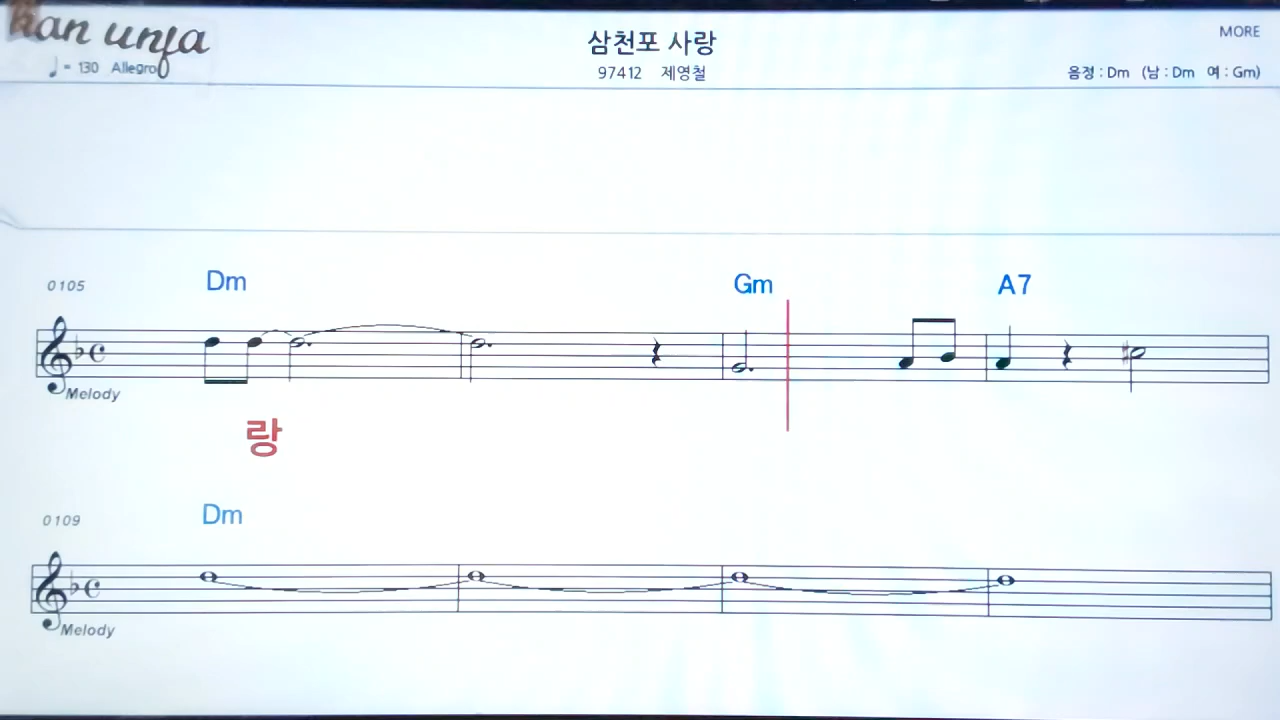 han unja
삼천포 사랑
MORE
♩ = 130 Allegro
97412 제영철
음정 : Dm (남 : Dm 여 : Gm)
0105
Dm Gm A7
Melody
랑
0109
Dm
Melody